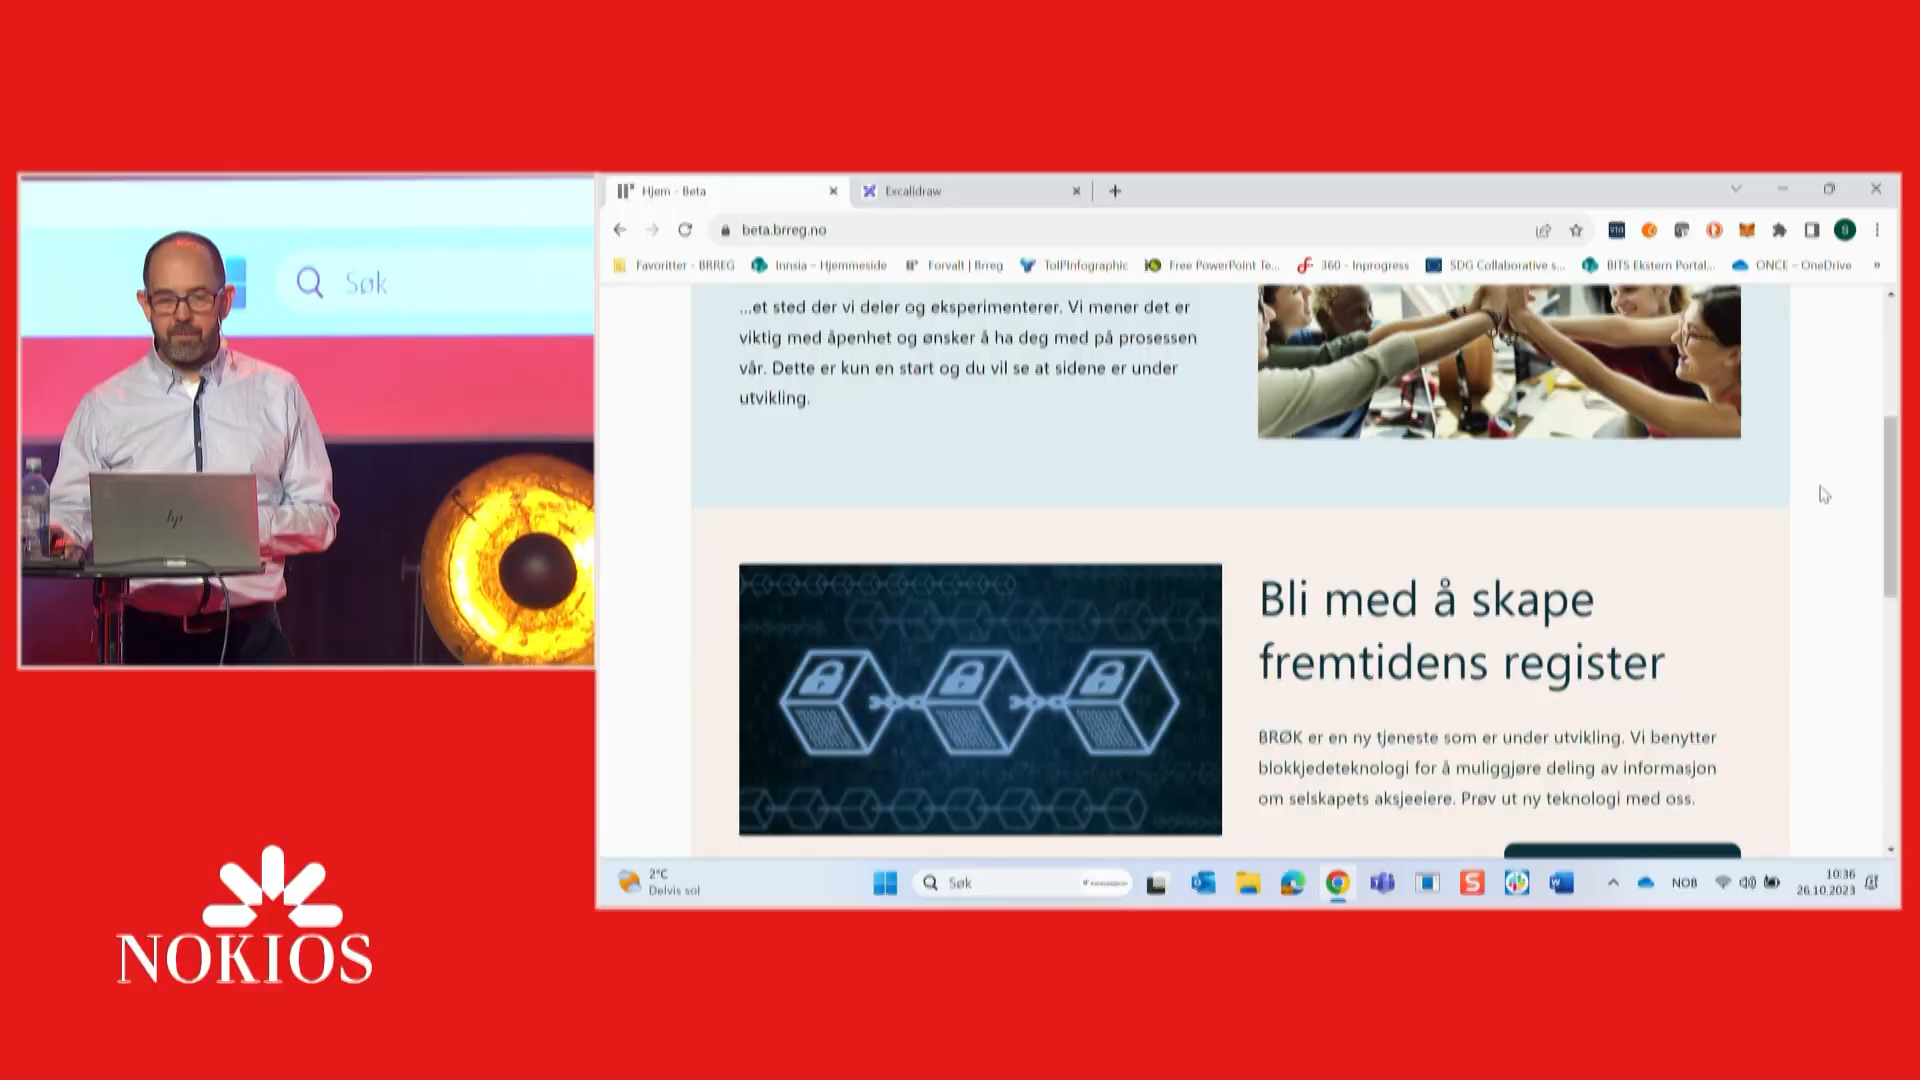 Søk
hp
NOKIOS
Hjem - Beta
Excalidraw
beta.brreg.no
Favoritter - BRREG
Innsia – Hjemmeside
Forvalt | Brreg
ToIPInfographic
Free PowerPoint Te...
360 - Inprogress
SDG Collaborative s...
BITS Ekstern Portal...
ONCE – OneDrive
...et sted der vi deler og eksperimenterer. Vi mener det er
viktig med åpenhet og ønsker å ha deg med på prosessen
vår. Dette er kun en start og du vil se at sidene er under
utvikling.
Bli med å skape
fremtidens register
BRØK er en ny tjeneste som er under utvikling. Vi benytter
blokkjedeteknologi for å muliggjøre deling av informasjon
om selskapets aksjeeiere. Prøv ut ny teknologi med oss.
2°C
Delvis sol
Søk
NOB
10:36
26.10.2023